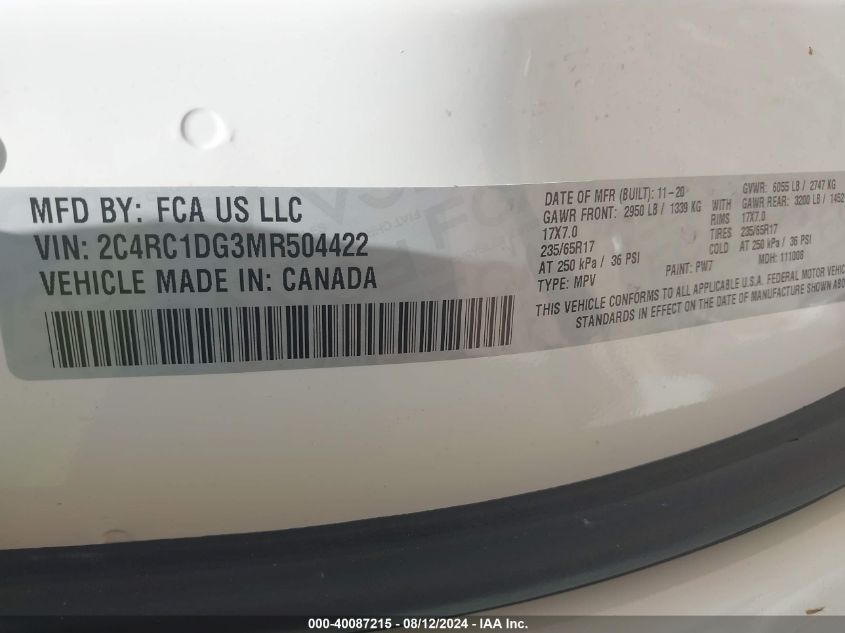 MFD BY: FCA US LLC
VIN: 2C4RC1DG3MR504422
VEHICLE MADE IN: CANADA
DATE OF MFR (BUILT): 11-20 GVWR: 6055 LB / 2747 KG
GAWR FRONT: 2950 LB / 1339 KG WITH GAWR REAR: 3200 LB / 1452
17X7.0 RIMS 17X7.0
235/65R17 TIRES 235/65R17
AT 250 kPa / 36 PSI COLD AT 250 kPa / 36 PSI
TYPE: MPV PAINT: PW7 MDH: 111008
THIS VEHICLE CONFORMS TO ALL APPLICABLE U.S.A. FEDERAL MOTOR VEHIC
STANDARDS IN EFFECT ON THE DATE OF MANUFACTURE SHOWN ABO
000-40087215 - 08/12/2024 - IAA Inc.